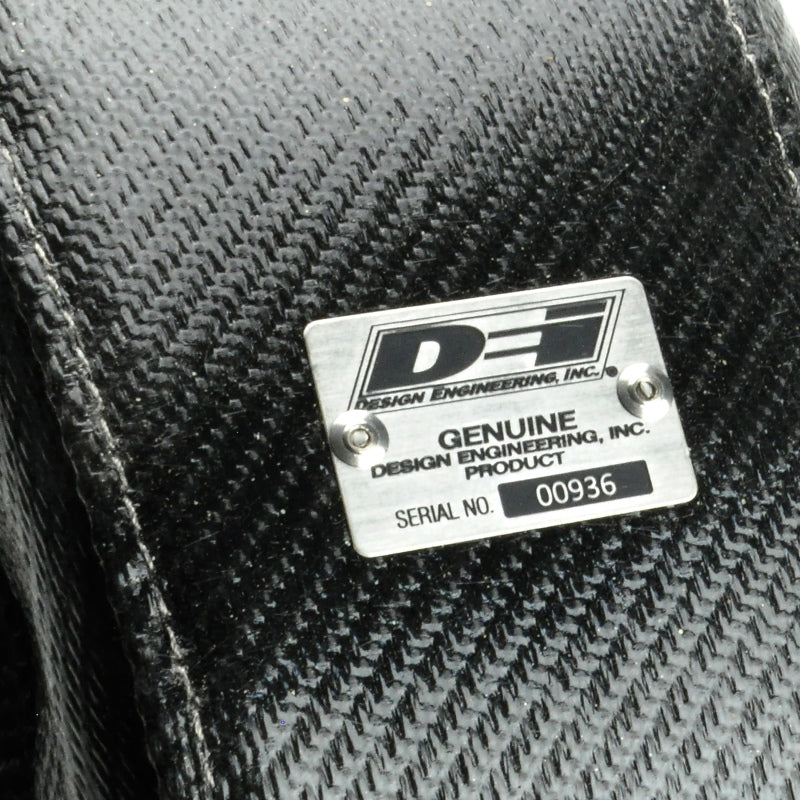 DEI
DESIGN ENGINEERING, INC.®
GENUINE
DESIGN ENGINEERING, INC.
PRODUCT
SERIAL NO. 00936